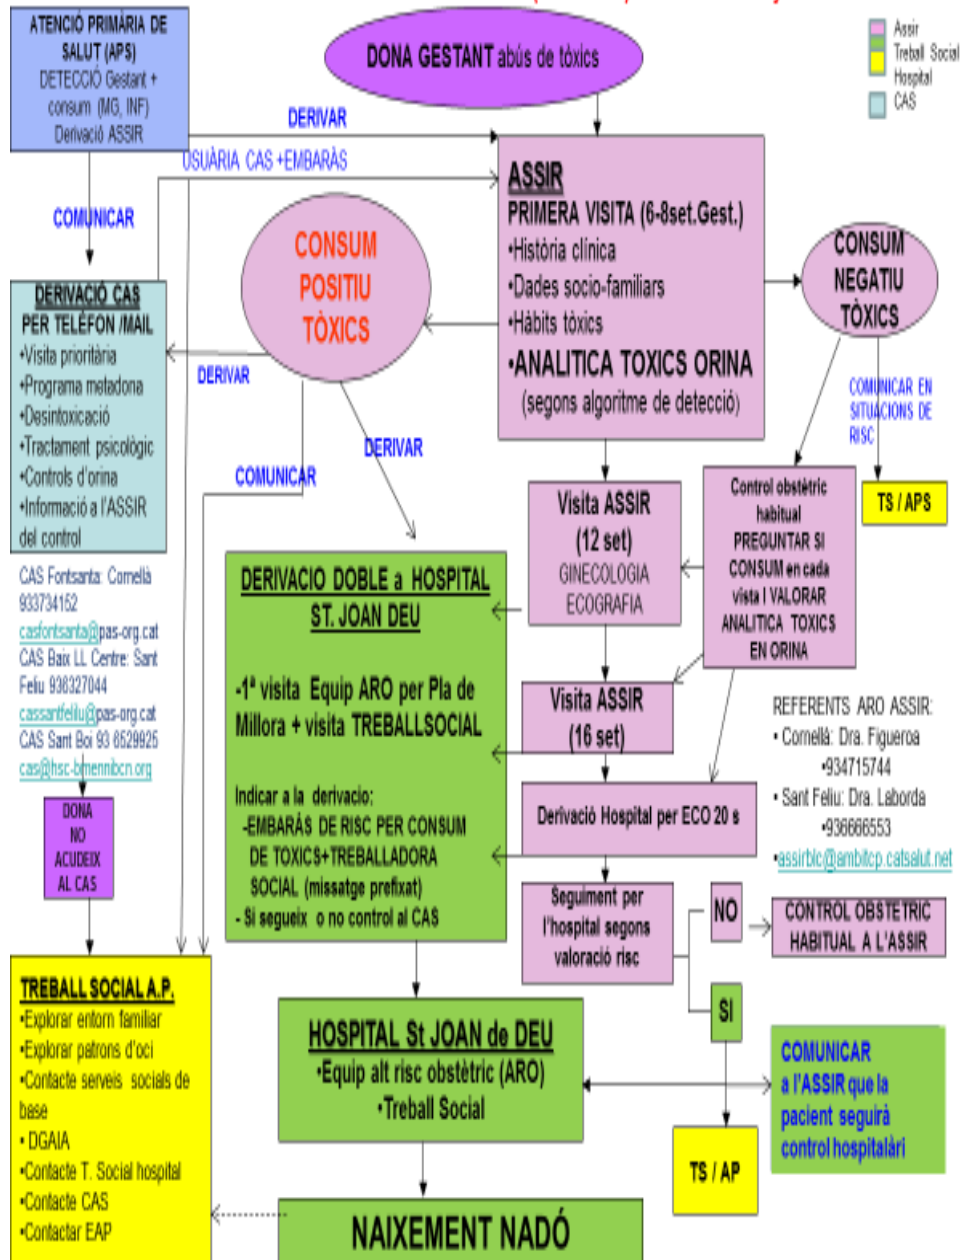 ATENCIÓ PRIMÀRIA DE
SALUT (APS)
DETECCIÓ Gestant +
consum (MG, INF)
Derivació ASSIR
DONA GESTANT abús de tòxics
Assir
Treball Social
Hospital
CAS
DERIVAR
USUÀRIA CAS +EMBARÀS
COMUNICAR
ASSIR
PRIMERA VISITA (6-8set.Gest.)
•Història clínica
•Dades socio-familiars
•Hàbits tòxics
•ANALITICA TOXICS ORINA
(segons algoritme de detecció)
CONSUM
POSITIU
TÒXICS
CONSUM
NEGATIU
TÒXICS
DERIVACIÓ CAS
PER TELÈFON /MAIL
•Visita prioritària
•Programa metadona
•Desintoxicació
•Tractament psicològic
•Controls d'orina
•Informació a l'ASSIR
del control
DERIVAR
DERIVAR
COMUNICAR
COMUNICAR EN
SITUACIONS DE
RISC
TS / APS
Visita ASSIR
(12 set)
GINECOLOGIA
ECOGRAFIA
Control obstètric
habitual
PREGUNTAR SI
CONSUM en cada
vista I VALORAR
ANALITICA TOXICS
EN ORINA
CAS Fontsanta: Cornellà
933734152
casfontsanta@pas-org.cat
CAS Baix LL Centre: Sant
Feliu 936327044
cassantfeliu@pas-org.cat
CAS Sant Boi 93 6529925
cas@hsc-bmennibcn.org
DERIVACIO DOBLE a HOSPITAL
ST. JOAN DEU
-1ª visita Equip ARO per Pla de
Millora + visita TREBALLSOCIAL
Indicar a la derivacio:
-EMBARÀS DE RISC PER CONSUM
DE TOXICS+TREBALLADORA
SOCIAL (missatge prefixat)
- Si segueix o no control al CAS
Visita ASSIR
(16 set)
REFERENTS ARO ASSIR:
• Cornellà: Dra. Figueroa
•934715744
• Sant Feliu: Dra. Laborda
•936666553
•assirblc@ambitcp.catsalut.net
Derivació Hospital per ECO 20 s
DONA
NO
ACUDEIX
AL CAS
Seguiment per
l'hospital segons
valoració risc
NO
CONTROL OBSTETRIC
HABITUAL A L'ASSIR
SI
TREBALL SOCIAL A.P.
•Explorar entorn familiar
•Explorar patrons d'oci
•Contacte serveis socials de
base
• DGAIA
•Contacte T. Social hospital
•Contacte CAS
•Contactar EAP
HOSPITAL St JOAN de DEU
•Equip alt risc obstètric (ARO)
•Treball Social
COMUNICAR
a l'ASSIR que la
pacient seguirà
control hospitalàri
TS / AP
NAIXEMENT NADÓ